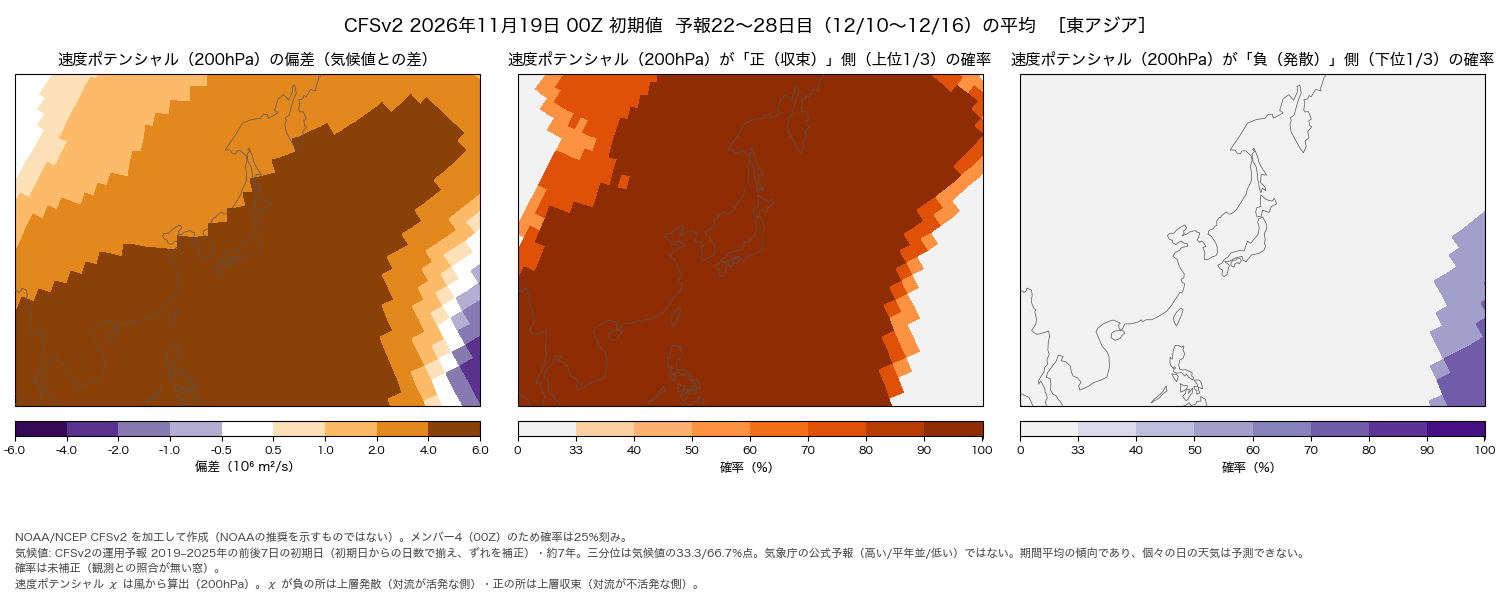 CFSv2 2026年11月19日 00Z 初期値 予報22～28日目（12/10～12/16）の平均 ［東アジア］
速度ポテンシャル（200hPa）の偏差（気候値との差）
速度ポテンシャル（200hPa）が「正（収束）」側（上位1/3）の確率
速度ポテンシャル（200hPa）が「負（発散）」側（下位1/3）の確率
-6.0 -4.0 -2.0 -1.0 -0.5 0.5 1.0 2.0 4.0 6.0
偏差（10⁶ m²/s）
0 33 40 50 60 70 80 90 100
確率（%）
0 33 40 50 60 70 80 90 100
確率（%）
NOAA/NCEP CFSv2 を加工して作成（NOAAの推奨を示すものではない）。メンバー4（00Z）のため確率は25%刻み。
気候値: CFSv2の運用予報 2019–2025年の前後7日の初期日（初期日からの日数で揃え、ずれを補正）・約7年。三分位は気候値の33.3/66.7%点。気象庁の公式予報（高い/平年並/低い）ではない。期間平均の傾向であり、個々の日の天気は予測できない。
確率は未補正（観測との照合が無い窓）。
速度ポテンシャル χ は風から算出（200hPa）。χ が負の所は上層発散（対流が活発な側）・正の所は上層収束（対流が不活発な側）。